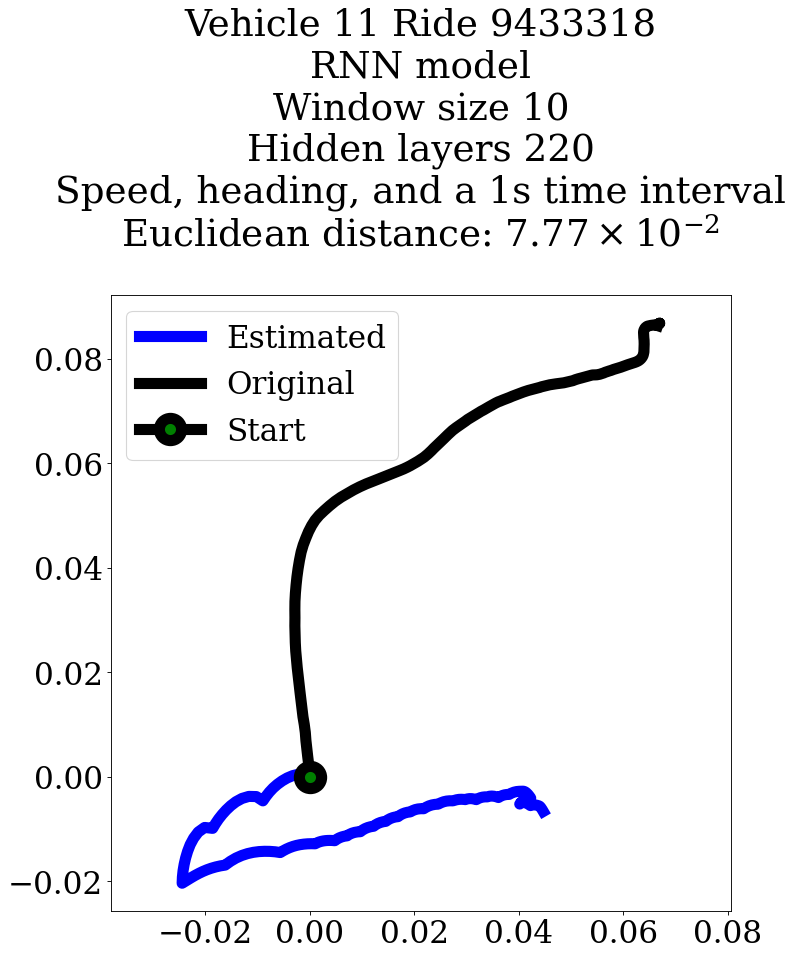 Vehicle 11 Ride 9433318
RNN model
Window size 10
Hidden layers 220
Speed, heading, and a 1s time interval
Euclidean distance: 7.77 × 10⁻²
Estimated
Original
Start
0.08
0.06
0.04
0.02
0.00
−0.02
−0.02 0.00 0.02 0.04 0.06 0.08